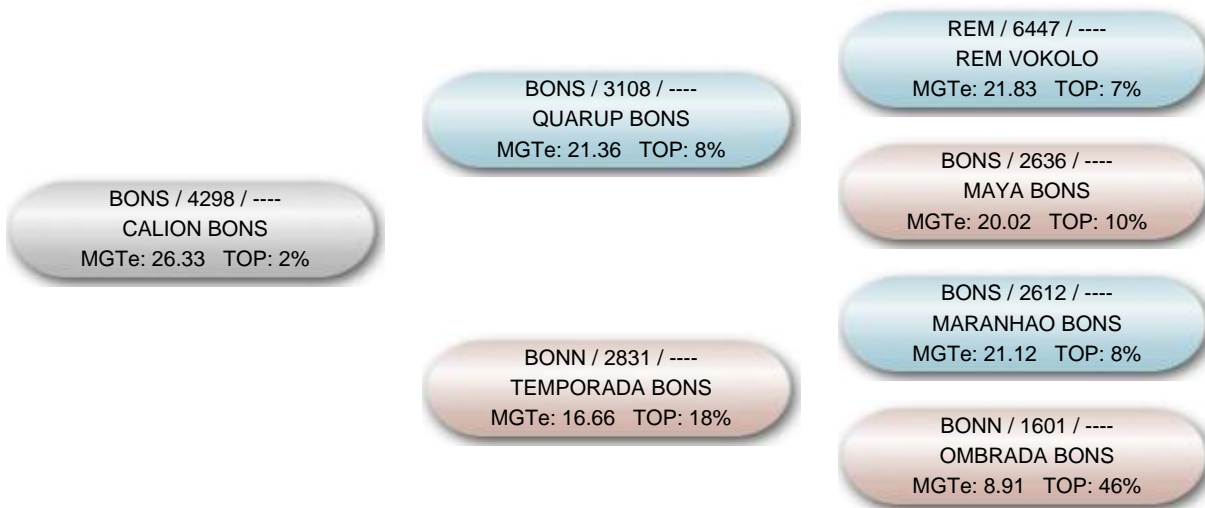 BONS / 4298 / ----
CALION BONS
MGTe: 26.33 TOP: 2%
BONS / 3108 / ----
QUARUP BONS
MGTe: 21.36 TOP: 8%
BONN / 2831 / ----
TEMPORADA BONS
MGTe: 16.66 TOP: 18%
REM / 6447 / ----
REM VOKOLO
MGTe: 21.83 TOP: 7%
BONS / 2636 / ----
MAYA BONS
MGTe: 20.02 TOP: 10%
BONS / 2612 / ----
MARANHAO BONS
MGTe: 21.12 TOP: 8%
BONN / 1601 / ----
OMBRADA BONS
MGTe: 8.91 TOP: 46%